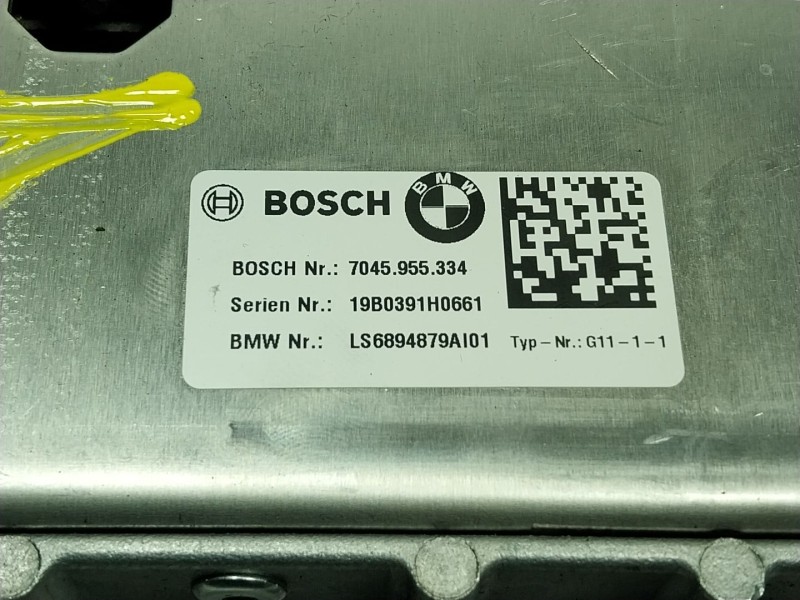 BOSCH BMW
BOSCH Nr.: 7045.955.334
Serien Nr.: 19B0391H0661
BMW Nr.: LS6894879AI01 Typ-Nr.: G11-1-1